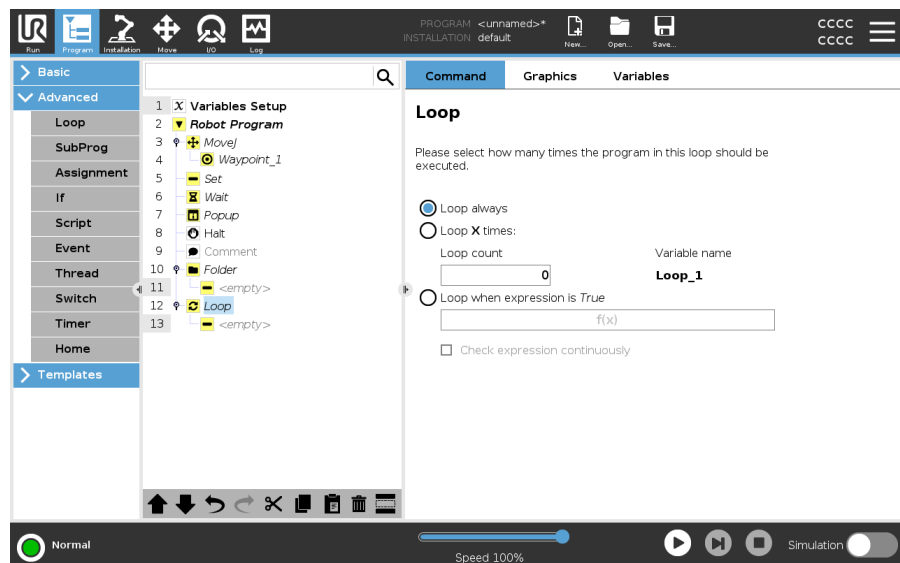 PROGRAM <unnamed>*
INSTALLATION default
CCCC
CCCC
Run Program Installation Move I/O Log New... Open... Save...
Basic
Advanced
Loop
SubProg
Assignment
If
Script
Event
Thread
Switch
Timer
Home
Templates
1 X Variables Setup
2 Robot Program
3 MoveJ
4 Waypoint_1
5 Set
6 Wait
7 Popup
8 Halt
9 Comment
10 Folder
11 <empty>
12 Loop
13 <empty>
Command Graphics Variables
Loop
Please select how many times the program in this loop should be
executed.
Loop always
Loop X times:
Loop count Variable name
0 Loop_1
Loop when expression is True
f(x)
Check expression continuously
Normal
Speed 100%
Simulation